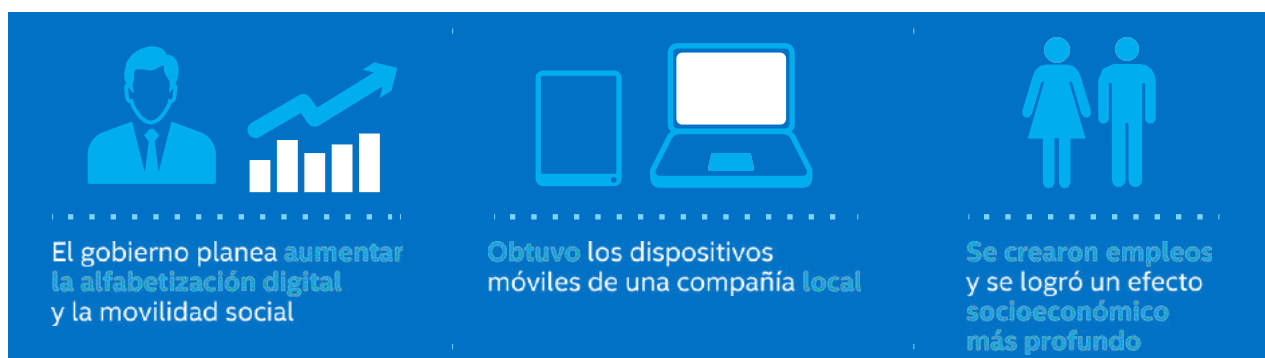 El gobierno planea aumentar
la alfabetización digital
y la movilidad social
Obtuvo los dispositivos
móviles de una compañía local
Se crearon empleos
y se logró un efecto
socioeconómico
más profundo